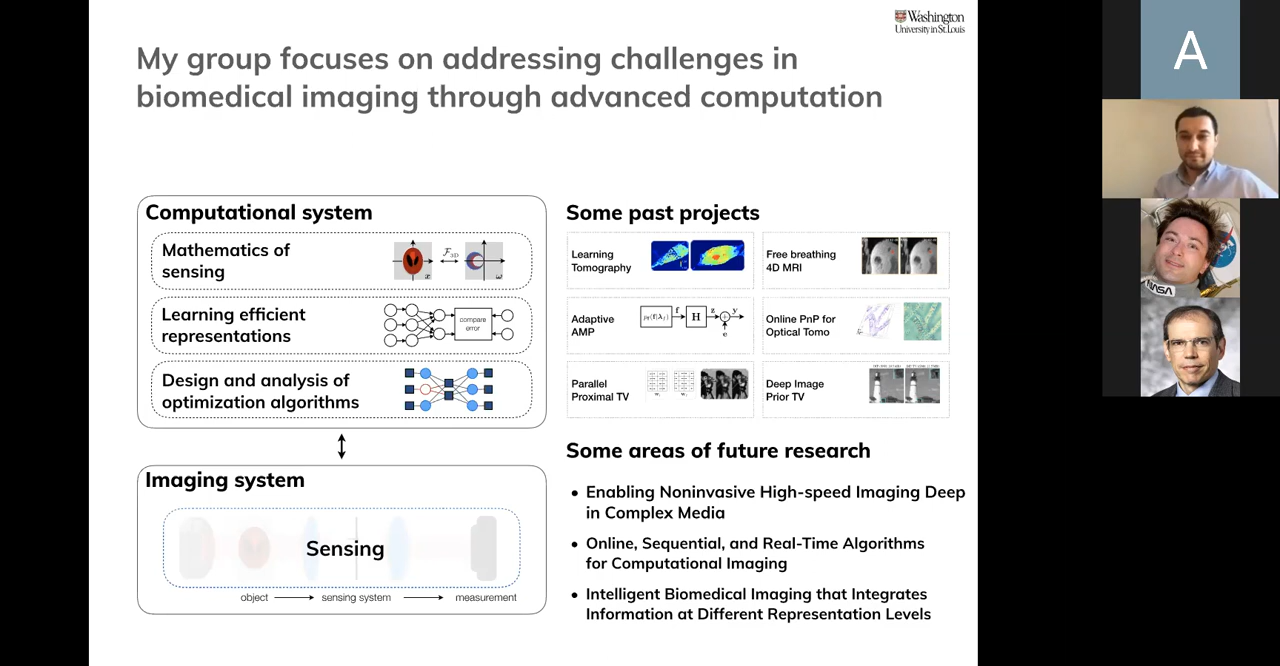 Washington
University in St.Louis
My group focuses on addressing challenges in
biomedical imaging through advanced computation
Computational system
Mathematics of
sensing
x
ω
Learning efficient
representations
compare
error
Design and analysis of
optimization algorithms
Imaging system
Sensing
object
sensing system
measurement
Some past projects
Learning
Tomography
Free breathing
4D MRI
Adaptive
AMP
f
H
z
y
e
Online PnP for
Optical Tomo
Parallel
Proximal TV
Deep Image
Prior TV
Some areas of future research
• Enabling Noninvasive High-speed Imaging Deep
in Complex Media
• Online, Sequential, and Real-Time Algorithms
for Computational Imaging
• Intelligent Biomedical Imaging that Integrates
Information at Different Representation Levels
A
NASA